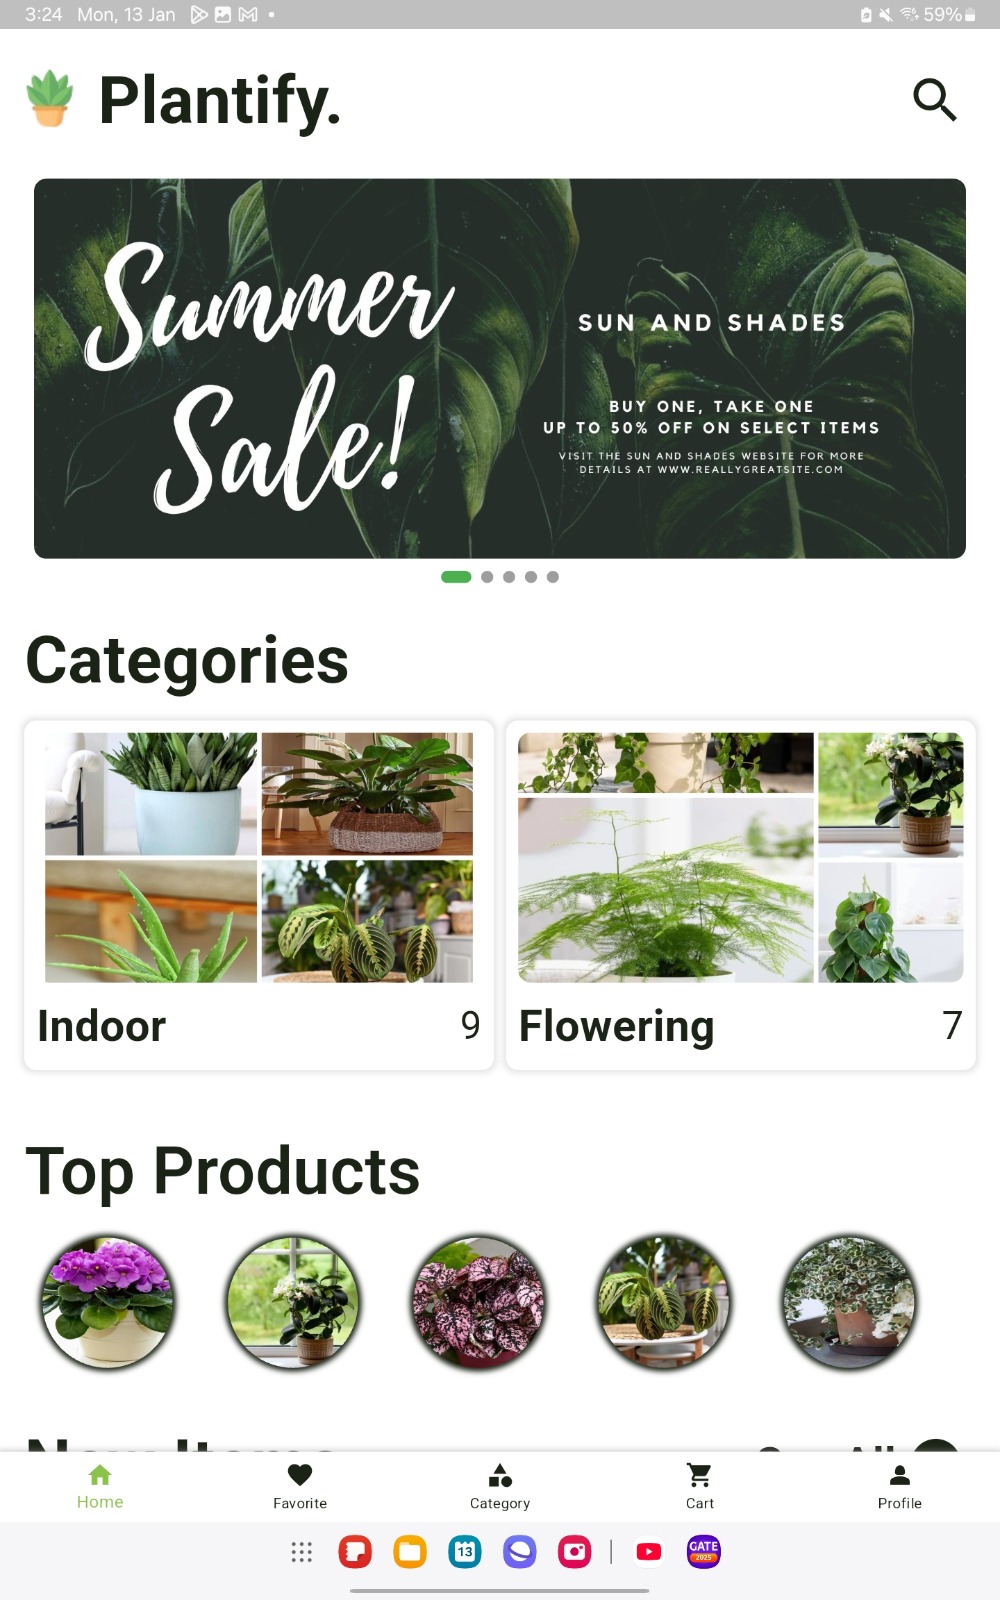 3:24 Mon, 13 Jan 59%
Plantify.
Summer
Sale!
SUN AND SHADES
BUY ONE, TAKE ONE
UP TO 50% OFF ON SELECT ITEMS
VISIT THE SUN AND SHADES WEBSITE FOR MORE
DETAILS AT WWW.REALLYGREATSITE.COM
Categories
Indoor 9
Flowering 7
Top Products
New Items
Home Favorite Category Cart Profile
13 GATE
2025